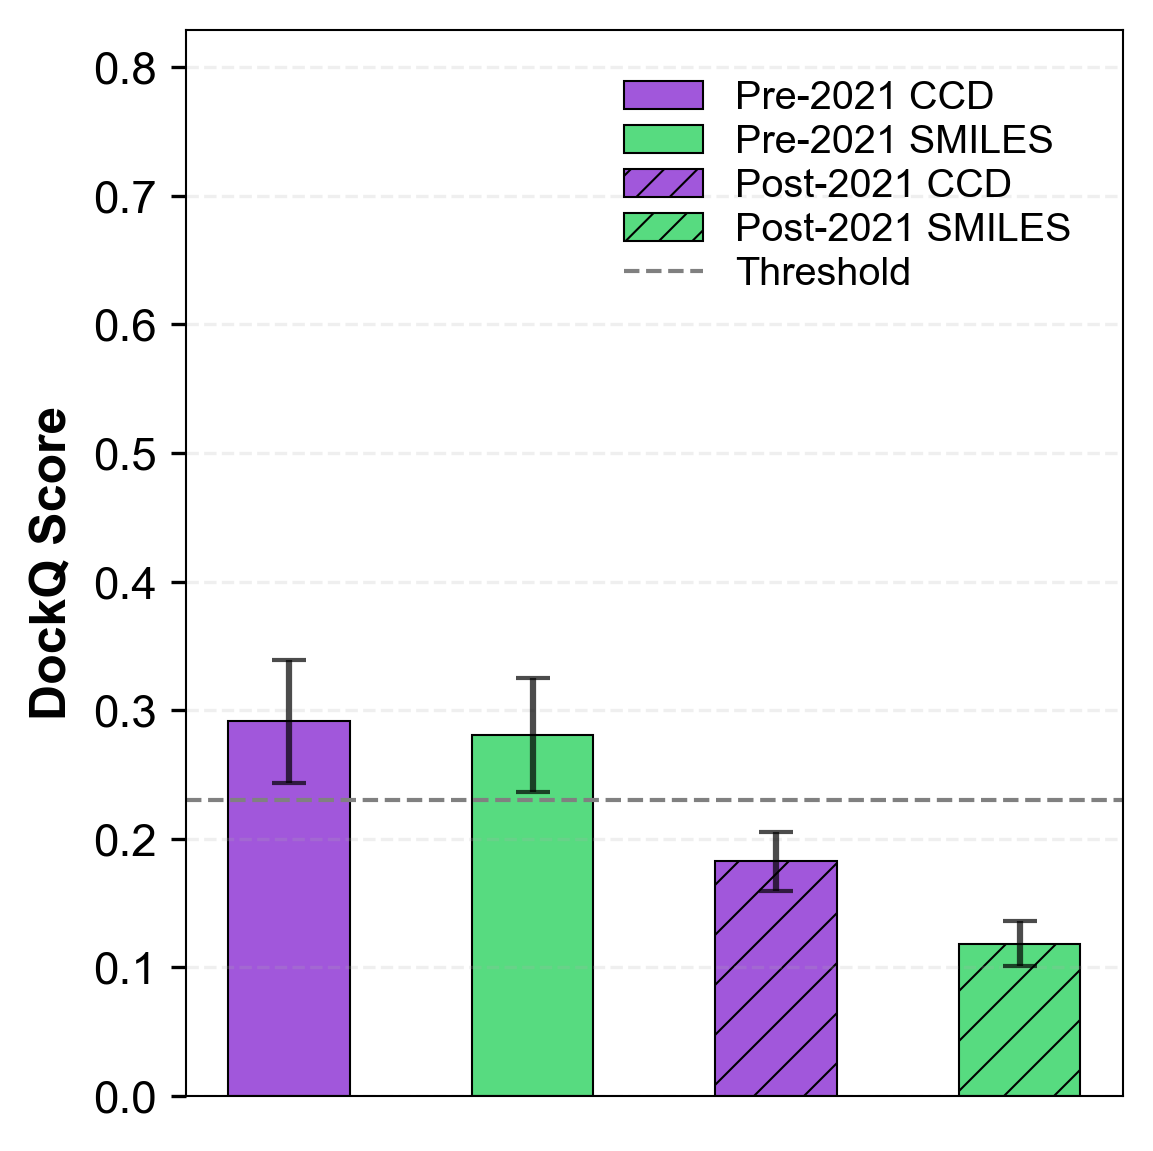 DockQ Score
0.8
0.7
0.6
0.5
0.4
0.3
0.2
0.1
0.0
Pre-2021 CCD
Pre-2021 SMILES
Post-2021 CCD
Post-2021 SMILES
Threshold